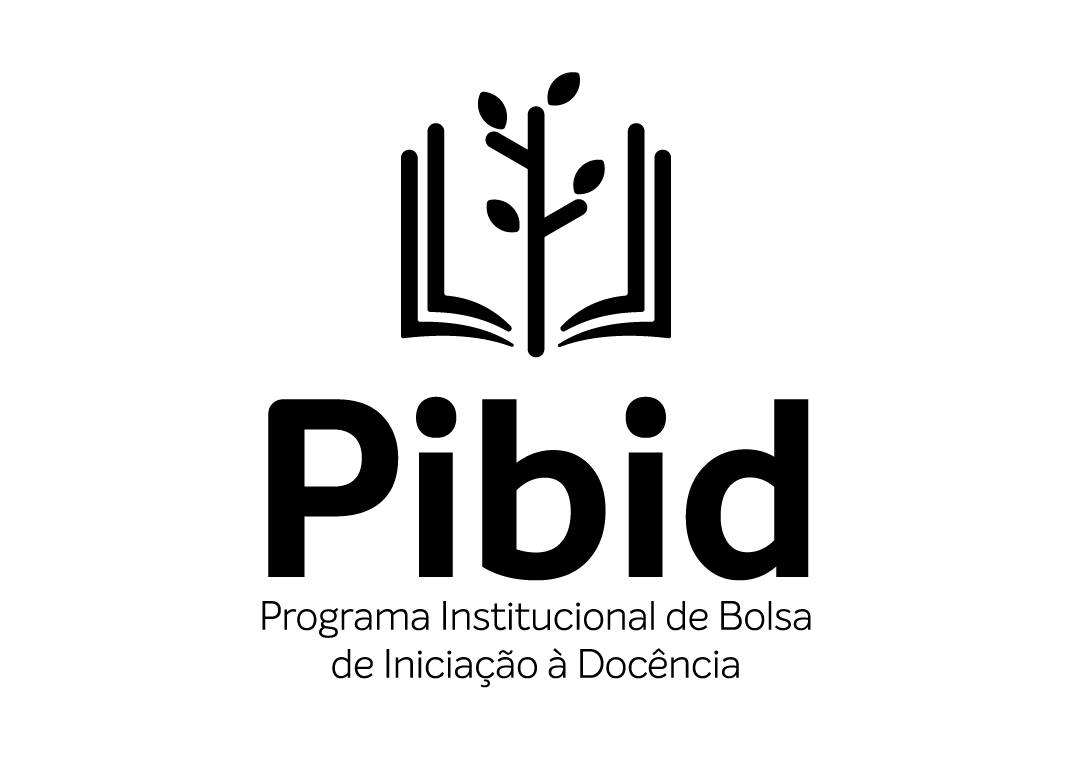 Pibid
Programa Institucional de Bolsa
de Iniciação à Docência